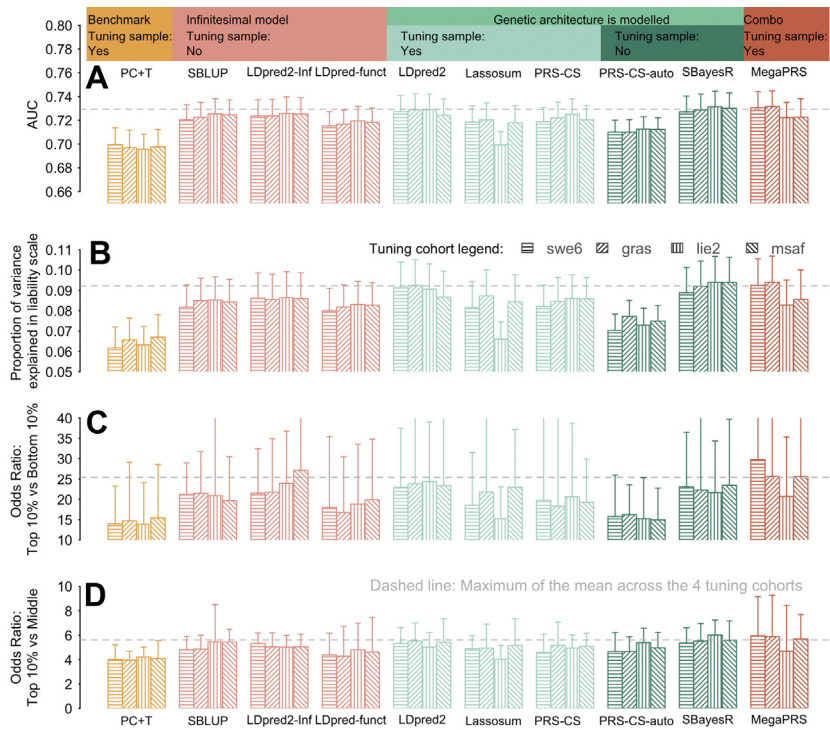 Benchmark Infinitesimal model Genetic architecture is modelled Combo
Tuning sample: Tuning sample: Tuning sample: Tuning sample: Tuning sample:
Yes No Yes No Yes
PC+T SBLUP LDpred2-Inf LDpred-funct LDpred2 Lassosum PRS-CS PRS-CS-auto SBayesR MegaPRS
A
AUC
0.80
0.78
0.76
0.74
0.72
0.70
0.68
0.66
B
Tuning cohort legend: swe6 gras lie2 msaf
Proportion of variance
explained in liability scale
0.11
0.10
0.09
0.08
0.07
0.06
0.05
C
Odds Ratio:
Top 10% vs Bottom 10%
40
35
30
25
20
15
10
D
Dashed line: Maximum of the mean across the 4 tuning cohorts
Odds Ratio:
Top 10% vs Middle
10
8
6
4
2
0
PC+T SBLUP LDpred2-Inf LDpred-funct LDpred2 Lassosum PRS-CS PRS-CS-auto SBayesR MegaPRS